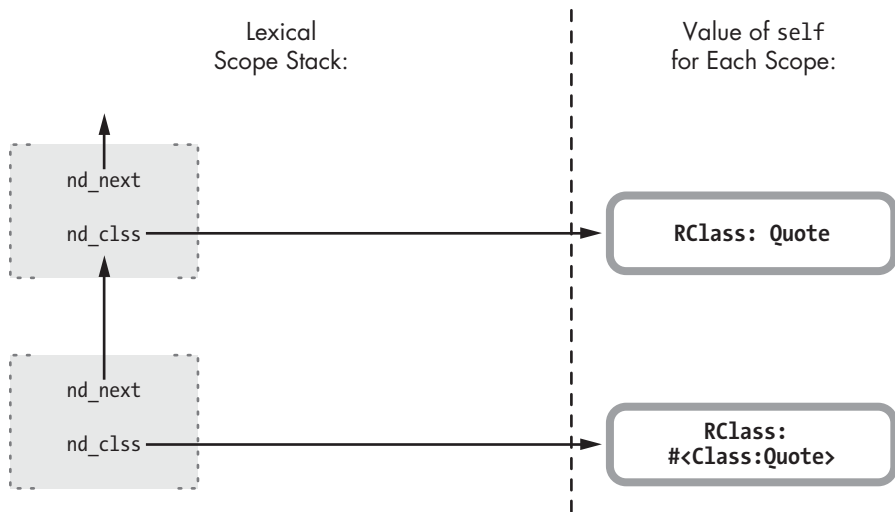 Lexical
Scope Stack:
Value of self
for Each Scope:
nd_next
nd_clss
RClass: Quote
nd_next
nd_clss
RClass:
#<Class:Quote>